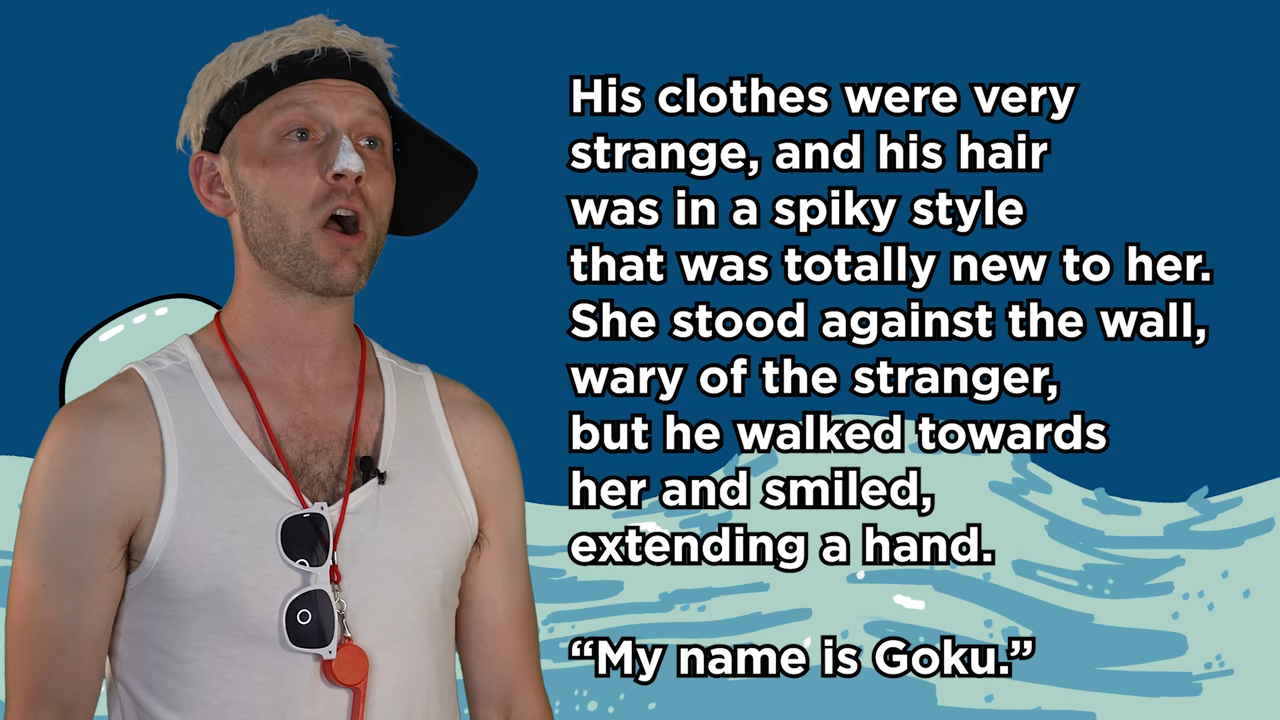 His clothes were very
strange, and his hair
was in a spiky style
that was totally new to her.
She stood against the wall,
wary of the stranger,
but he walked towards
her and smiled,
extending a hand.
“My name is Goku.”